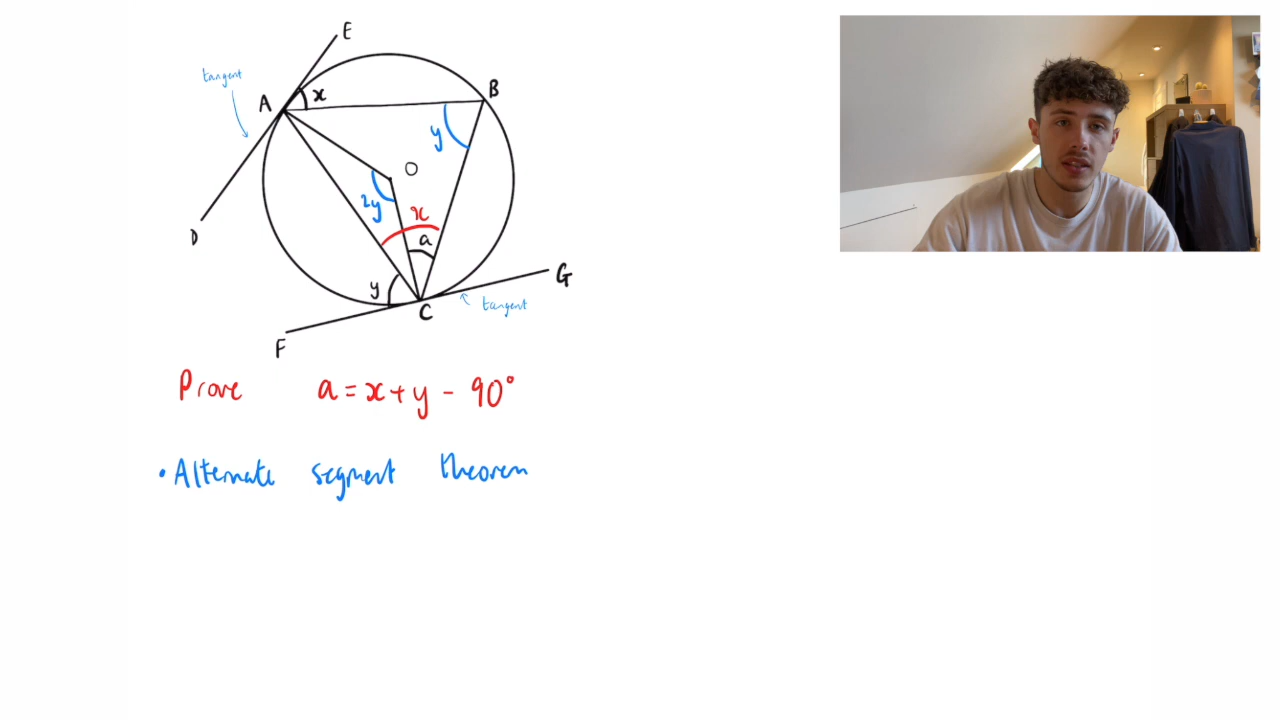 E
tangent
A
x
B
y
O
2y
x
a
D
y
G
C
tangent
F
Prove a = x + y - 90°
• Alternate segment theorem